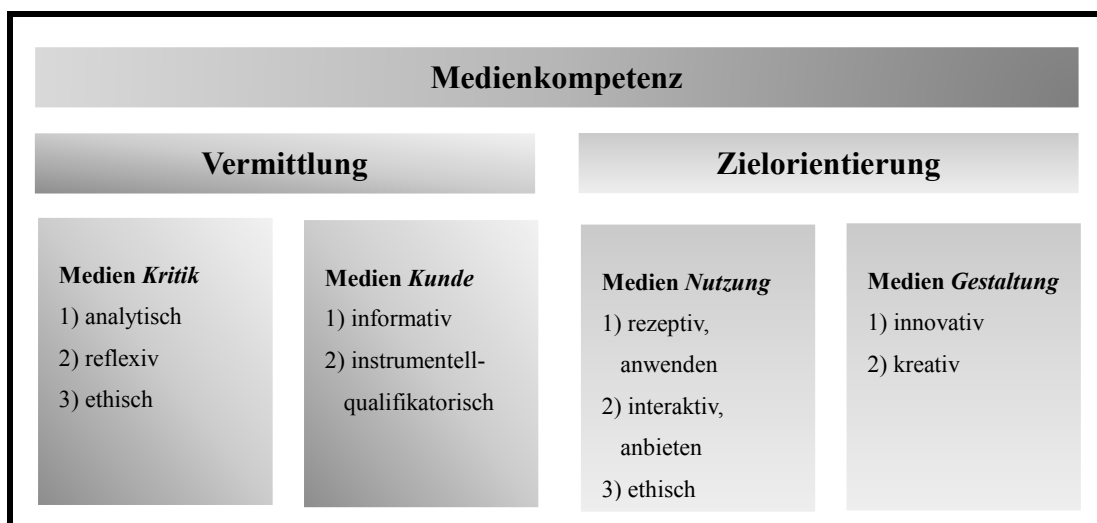 Medienkompetenz
Vermittlung
Zielorientierung
Medien Kritik
1) analytisch
2) reflexiv
3) ethisch
Medien Kunde
1) informativ
2) instrumentell-
qualifikatorisch
Medien Nutzung
1) rezeptiv,
anwenden
2) interaktiv,
anbieten
3) ethisch
Medien Gestaltung
1) innovativ
2) kreativ